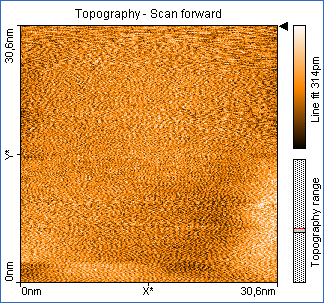 Topography - Scan forward
30,6nm
Y*
0nm
0nm
X*
30,6nm
Line fit 314pm
Topography range